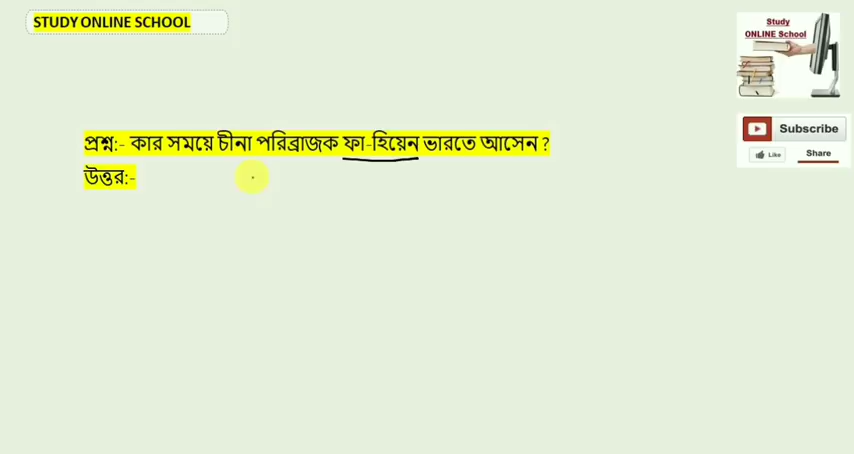 STUDY ONLINE SCHOOL
Study
ONLINE School
Subscribe
Like
Share
প্রশ্ন:- কার সময়ে চীনা পরিব্রাজক ফা-হিয়েন ভারতে আসেন ?
উত্তর:-